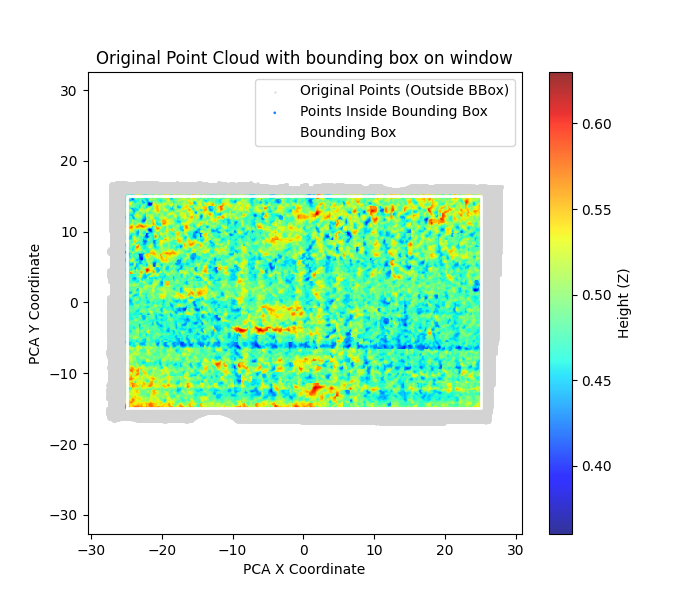 Original Point Cloud with bounding box on window
Original Points (Outside BBox)
Points Inside Bounding Box
Bounding Box
30
20
10
0
−10
−20
−30
PCA Y Coordinate
−30
−20
−10
0
10
20
30
PCA X Coordinate
0.60
0.55
0.50
0.45
0.40
Height (Z)